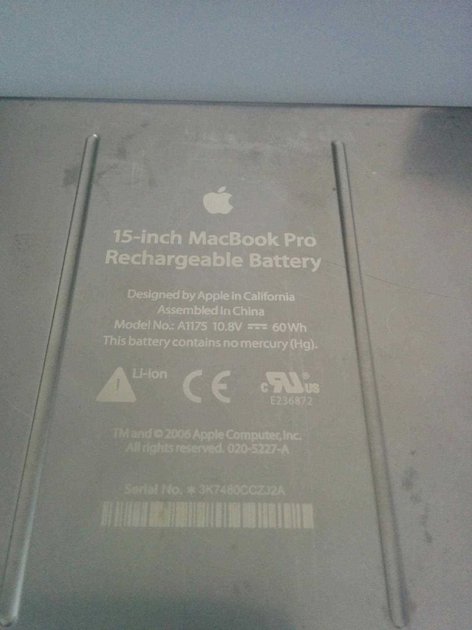 15-inch MacBook Pro
Rechargeable Battery
Designed by Apple in California
Assembled in China
Model No.: A1175 10.8V ⎓ 60Wh
This battery contains no mercury (Hg).
Li-ion
CE
c RU US
E236872
TM and © 2006 Apple Computer, Inc.
All rights reserved. 020-5227-A
Serial No. * 3K7480CCZJ2A